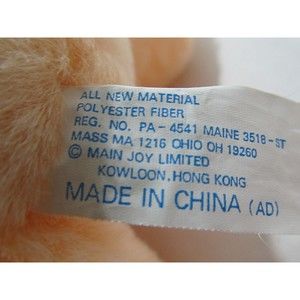 ALL NEW MATERIAL
POLYESTER FIBER
REG. NO. PA - 4541 MAINE 3518 - ST
MASS MA 1216 OHIO OH 19260
© MAIN JOY LIMITED
KOWLOON, HONG KONG
MADE IN CHINA (AD)